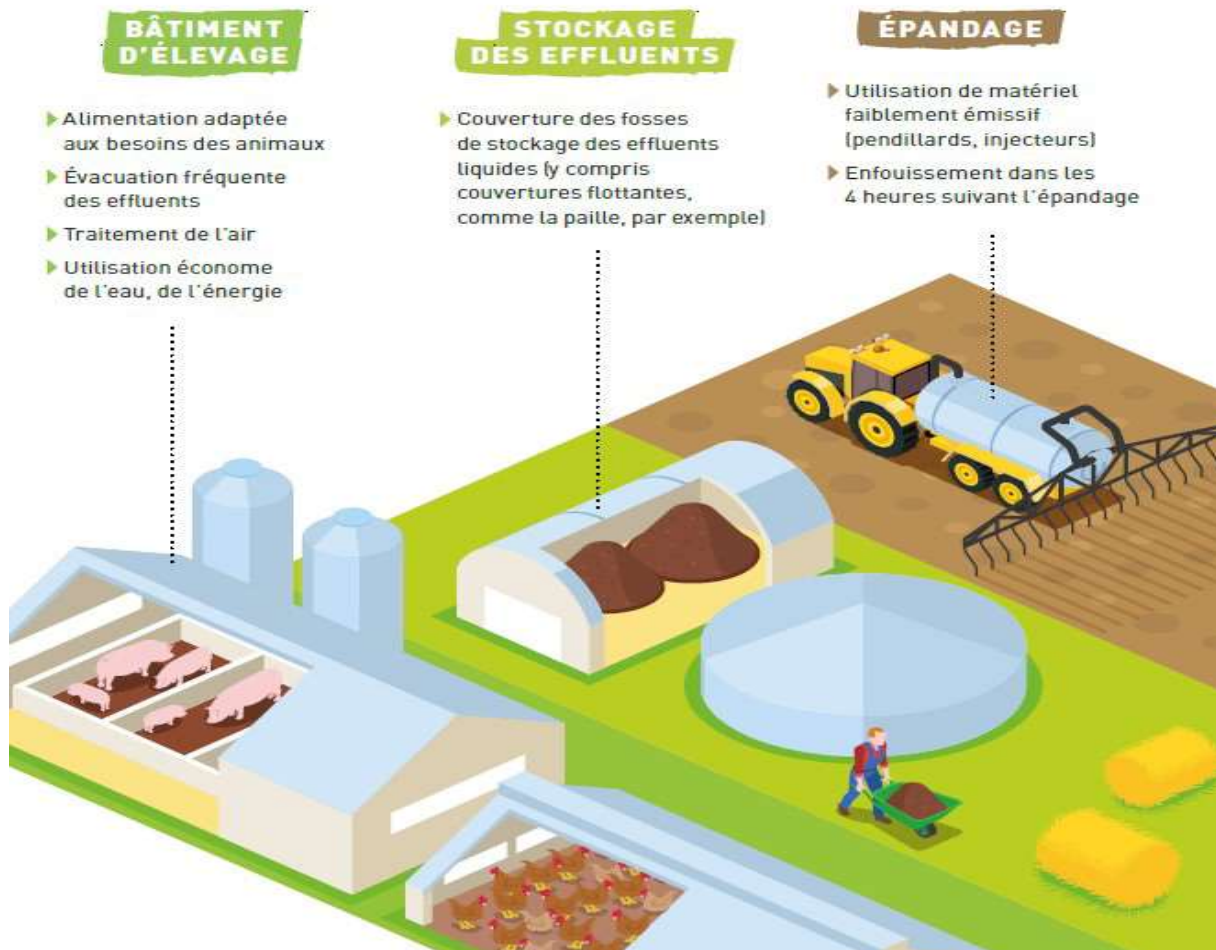 BÂTIMENT
D'ÉLEVAGE
▶ Alimentation adaptée
aux besoins des animaux
▶ Évacuation fréquente
des effluents
▶ Traitement de l'air
▶ Utilisation économe
de l'eau, de l'énergie
STOCKAGE
DES EFFLUENTS
▶ Couverture des fosses
de stockage des effluents
liquides (y compris
couvertures flottantes,
comme la paille, par exemple)
ÉPANDAGE
▶ Utilisation de matériel
faiblement émissif
(pendillards, injecteurs)
▶ Enfouissement dans les
4 heures suivant l'épandage